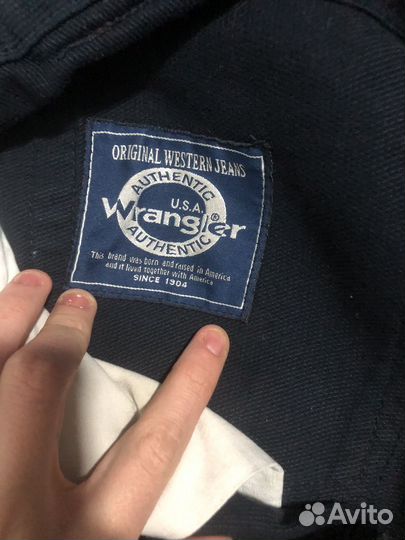 ORIGINAL WESTERN JEANS
AUTHENTIC
U.S.A.
Wrangler®
AUTHENTIC
This brand was born and raised in America
and it lived together with America
SINCE 1904
Avito